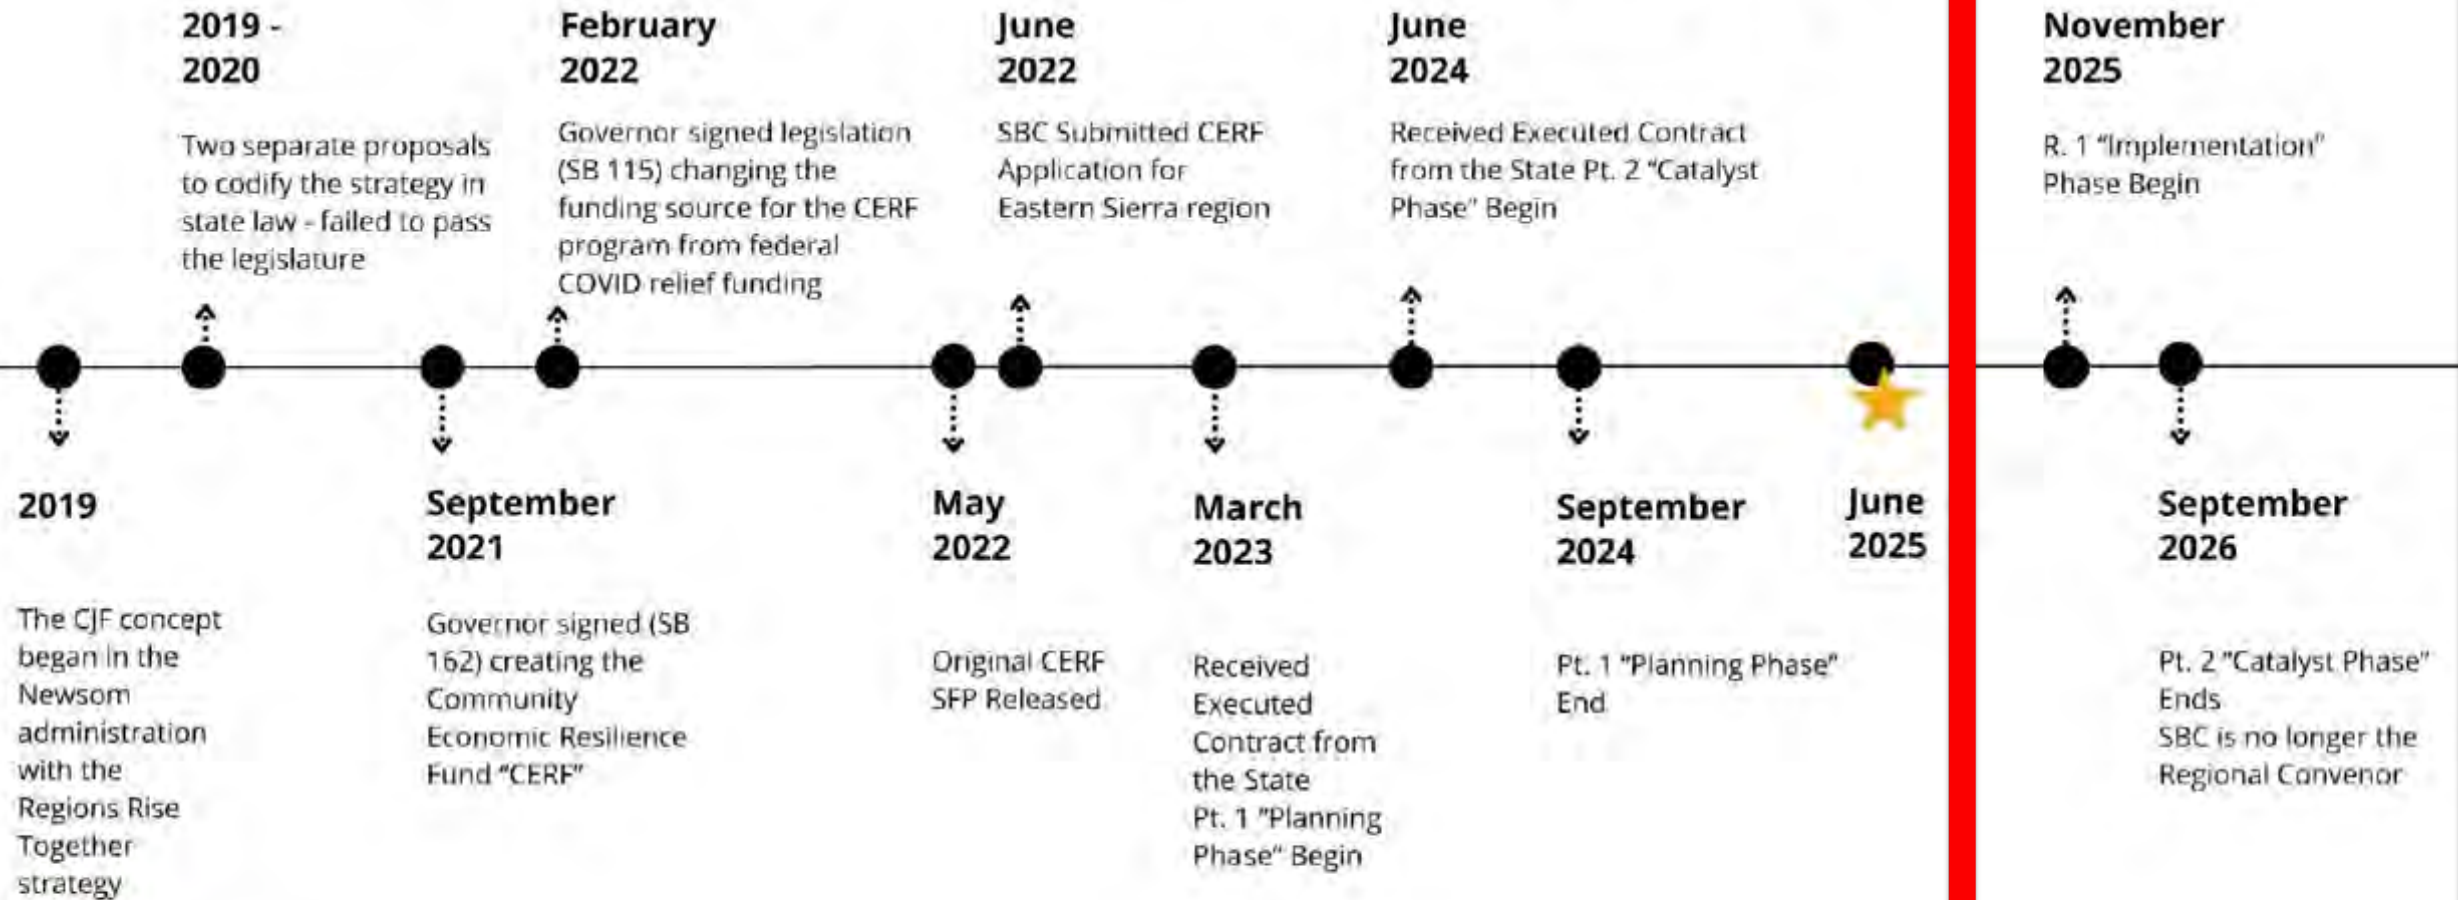 2019 -
2020
Two separate proposals
to codify the strategy in
state law - failed to pass
the legislature
February
2022
Governor signed legislation
(SB 115) changing the
funding source for the CERF
program from federal
COVID relief funding
June
2022
SBC Submitted CERF
Application for
Eastern Sierra region
June
2024
Received Executed Contract
from the State Pt. 2 "Catalyst
Phase" Begin
November
2025
R. 1 "Implementation"
Phase Begin
2019
The CJF concept
began in the
Newsom
administration
with the
Regions Rise
Together
strategy
September
2021
Governor signed (SB
162) creating the
Community
Economic Resilience
Fund "CERF"
May
2022
Original CERF
SFP Released
March
2023
Received
Executed
Contract from
the State
Pt. 1 "Planning
Phase" Begin
September
2024
Pt. 1 "Planning Phase"
End
June
2025
September
2026
Pt. 2 "Catalyst Phase"
Ends
SBC is no longer the
Regional Convenor